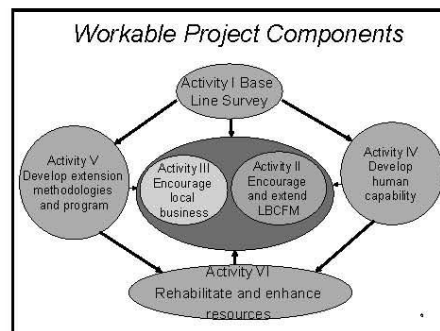 Workable Project Components
Activity I Base
Line Survey
Activity V
Develop extension
methodologies
and program
Activity III
Encourage
local
business
Activity II
Encourage
and extend
LBCFM
Activity IV
Develop
human
capability
Activity VI
Rehabilitate and enhance
resources